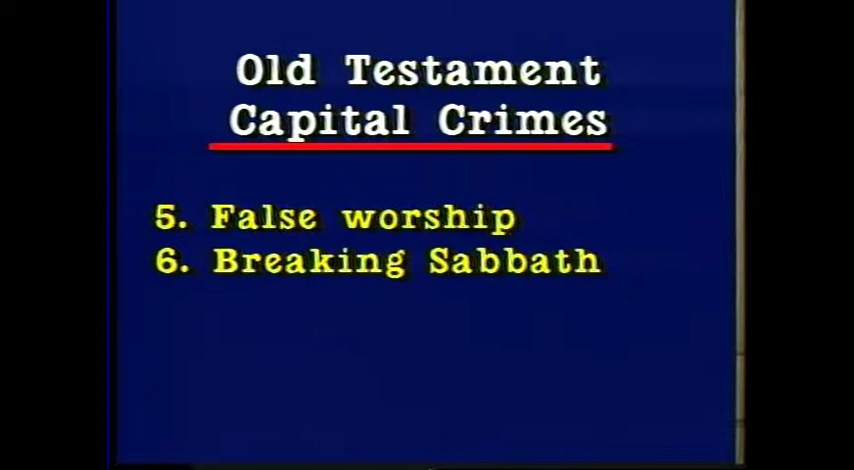 Old Testament
Capital Crimes
5. False worship
6. Breaking Sabbath